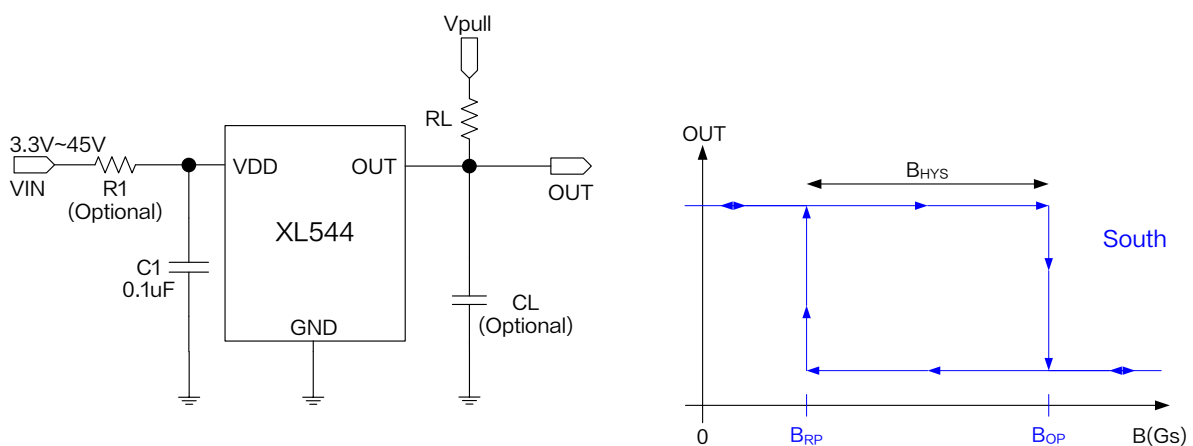 Vpull
RL
3.3V~45V
VIN
R1
(Optional)
VDD
OUT
OUT
XL544
C1
0.1uF
GND
CL
(Optional)
OUT
BHYS
South
0
BRP
BOP
B(Gs)